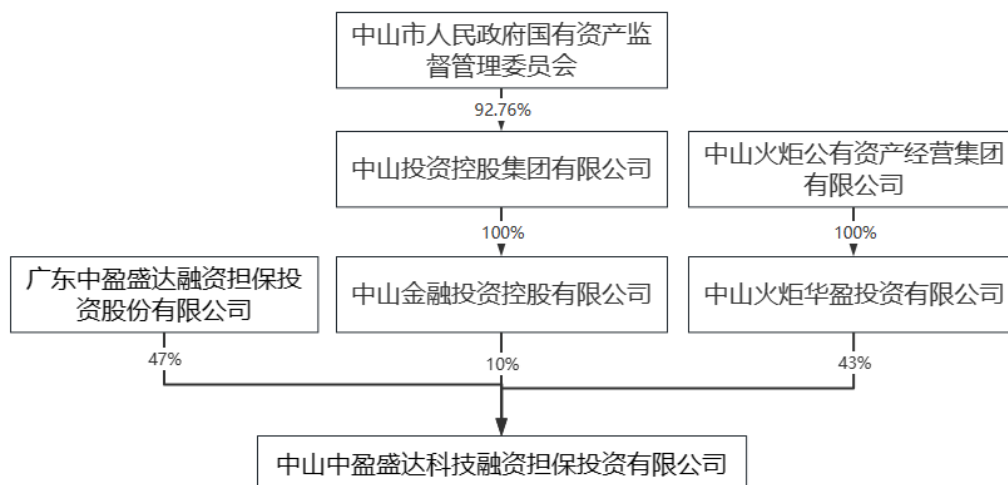 中山市人民政府国有资产监
督管理委员会
92.76%
中山投资控股集团有限公司
中山火炬公有资产经营集团
有限公司
100%
100%
广东中盈盛达融资担保投
资股份有限公司
中山金融投资控股有限公司
中山火炬华盈投资有限公司
47%
10%
43%
中山中盈盛达科技融资担保投资有限公司